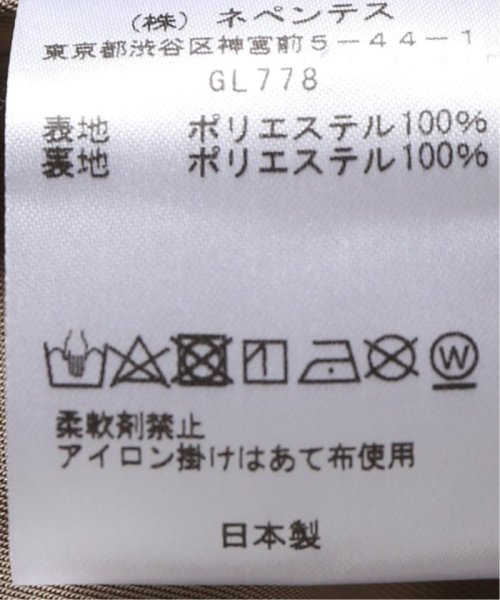 （株）ネペンテス
東京都渋谷区神宮前5－44－1
GL778
表地 ポリエステル100%
裏地 ポリエステル100%
W
柔軟剤禁止
アイロン掛けはあて布使用
日本製